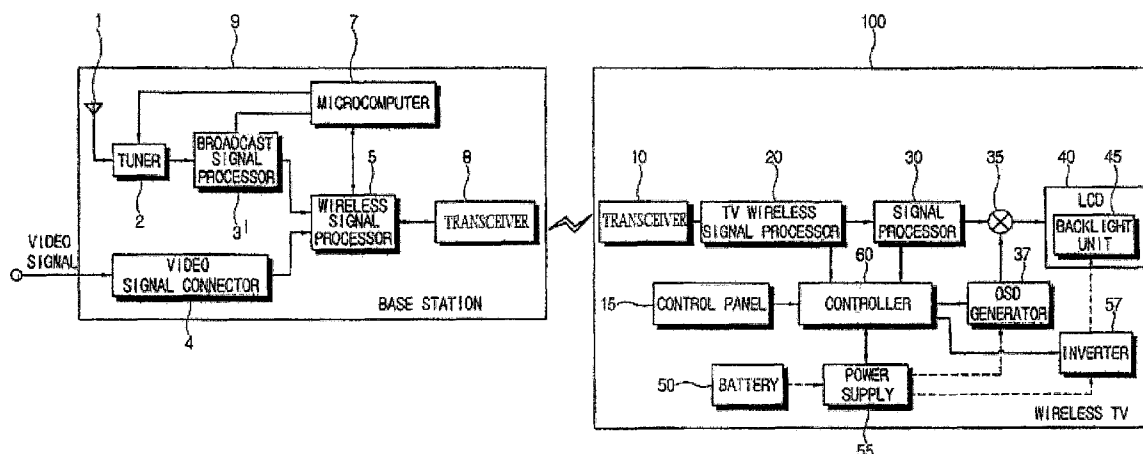 1
9
7
100
MICROCOMPUTER
TUNER
2
BROADCAST
SIGNAL
PROCESSOR
3
5
WIRELESS
SIGNAL
PROCESSOR
8
TRANSCEIVER
VIDEO
SIGNAL
VIDEO
SIGNAL CONNECTOR
4
BASE STATION
10
TRANSCEIVER
20
TV WIRELESS
SIGNAL PROCESSOR
30
SIGNAL
PROCESSOR
35
40
45
LCD
BACKLIGHT
UNIT
15
CONTROL PANEL
60
CONTROLLER
37
OSD
GENERATOR
57
INVERTER
50
BATTERY
POWER
SUPPLY
55
WIRELESS TV